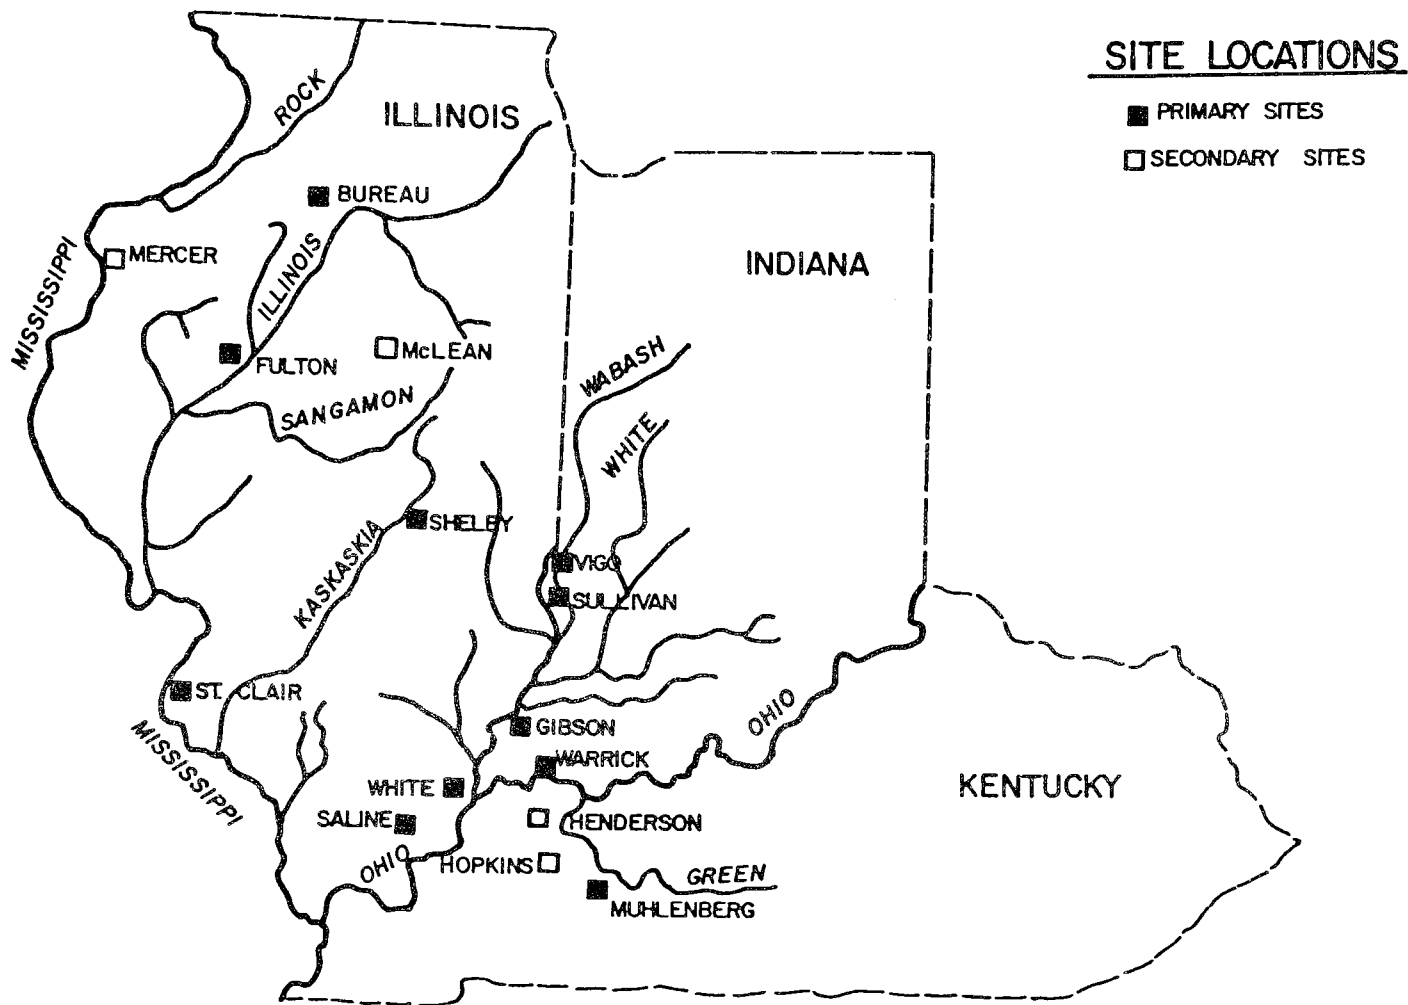 SITE LOCATIONS
PRIMARY SITES
SECONDARY SITES
ROCK
ILLINOIS
BUREAU
MISSISSIPPI
MERCER
ILLINOIS
INDIANA
FULTON
McLEAN
SANGAMON
WABASH
WHITE
KASKASKIA
SHELBY
VIGO
SULLIVAN
ST. CLAIR
MISSISSIPPI
GIBSON
OHIO
WARRICK
WHITE
KENTUCKY
SALINE
HENDERSON
OHIO
HOPKINS
GREEN
MUHLENBERG